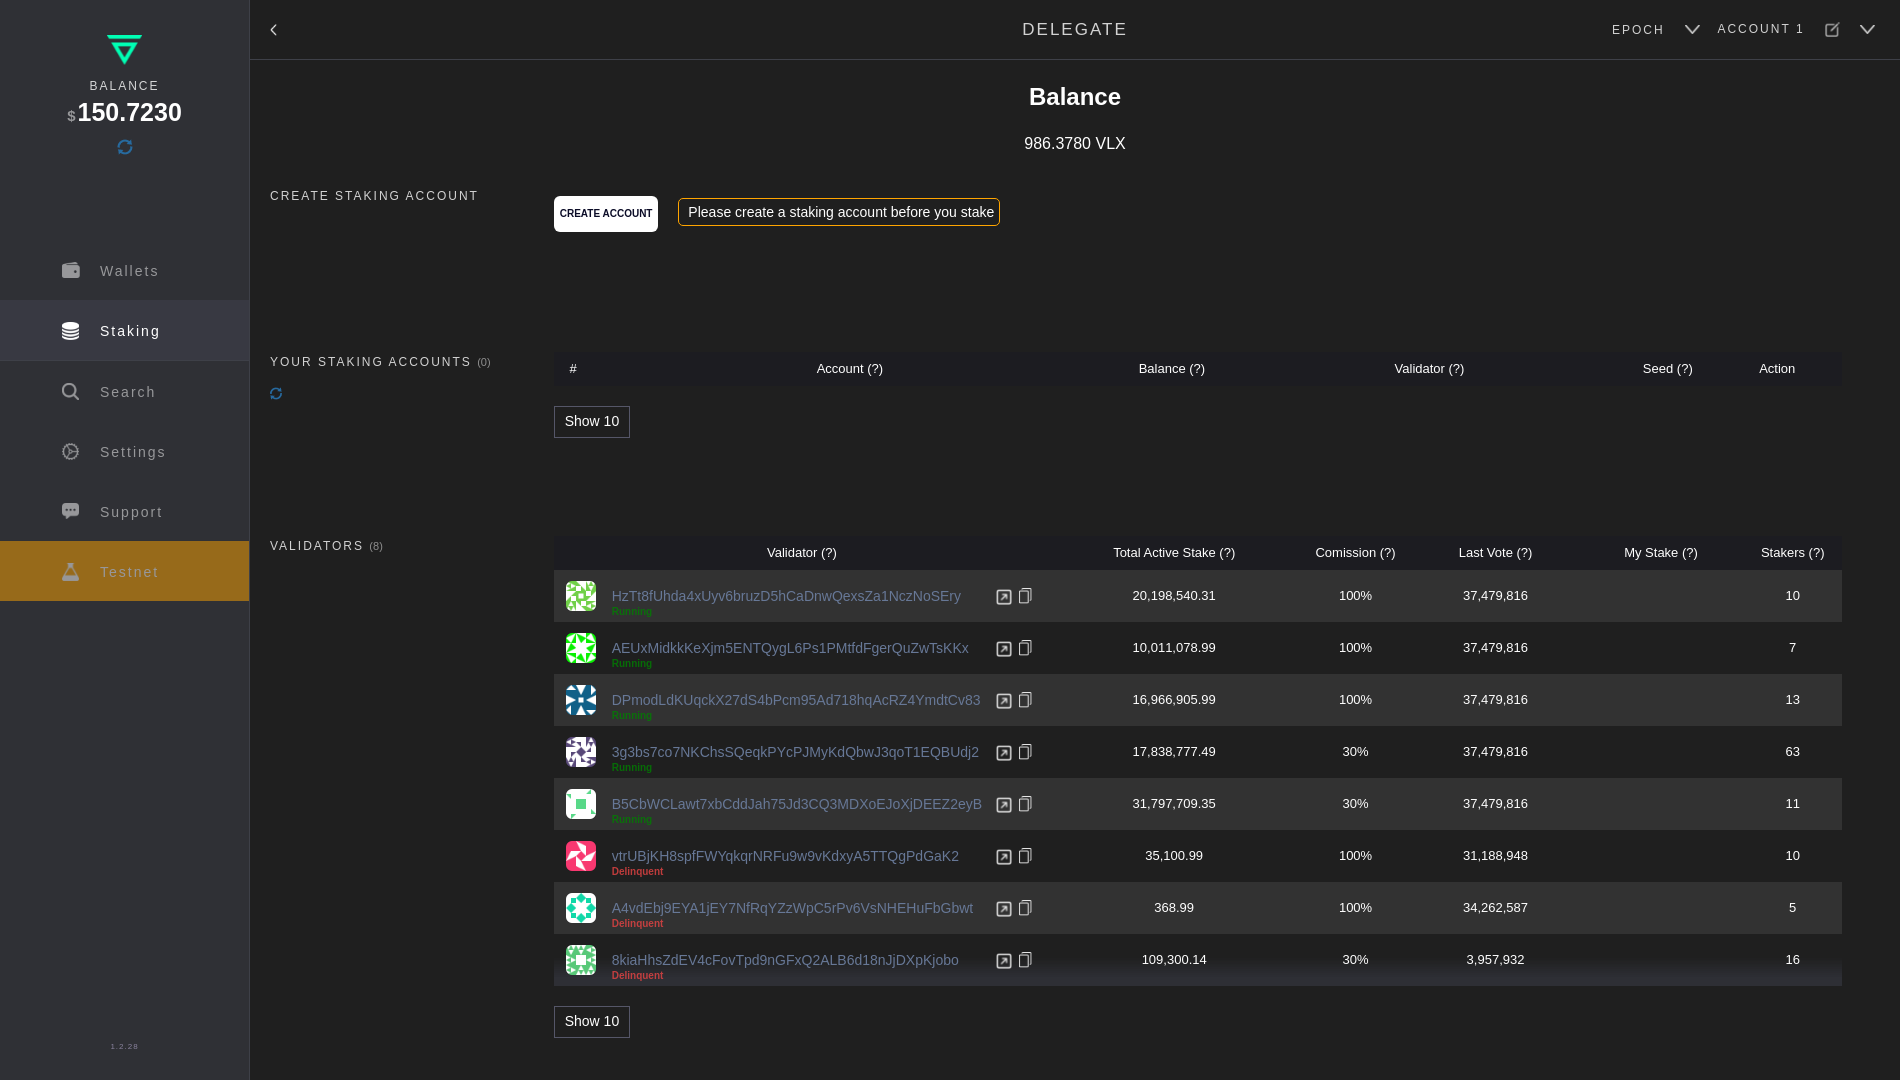 DELEGATE
EPOCH
ACCOUNT 1
BALANCE
$150.7230
Balance
986.3780 VLX
CREATE STAKING ACCOUNT
CREATE ACCOUNT
Please create a staking account before you stake
Wallets
Staking
Search
Settings
Support
Testnet
YOUR STAKING ACCOUNTS (0)
# Account (?) Balance (?) Validator (?) Seed (?) Action
Show 10
VALIDATORS (8)
Validator (?) Total Active Stake (?) Comission (?) Last Vote (?) My Stake (?) Stakers (?)
HzTt8fUhda4xUyv6bruzD5hCaDnwQexsZa1NczNoSEry 20,198,540.31 100% 37,479,816 10
Running
AEUxMidkkKeXjm5ENTQygL6Ps1PMtfdFgerQuZwTsKKx 10,011,078.99 100% 37,479,816 7
Running
DPmodLdKUqckX27dS4bPcm95Ad718hqAcRZ4YmdtCv83 16,966,905.99 100% 37,479,816 13
Running
3g3bs7co7NKChsSQeqkPYcPJMyKdQbwJ3qoT1EQBUdj2 17,838,777.49 30% 37,479,816 63
Running
B5CbWCLawt7xbCddJah75Jd3CQ3MDXoEJoXjDEEZ2eyB 31,797,709.35 30% 37,479,816 11
Running
vtrUBjKH8spfFWYqkqrNRFu9w9vKdxyA5TTQgPdGaK2 35,100.99 100% 31,188,948 10
Delinquent
A4vdEbj9EYA1jEY7NfRqYZzWpC5rPv6VsNHEHuFbGbwt 368.99 100% 34,262,587 5
Delinquent
8kiaHhsZdEV4cFovTpd9nGFxQ2ALB6d18nJjDXpKjobo 109,300.14 30% 3,957,932 16
Delinquent
Show 10
1.2.28